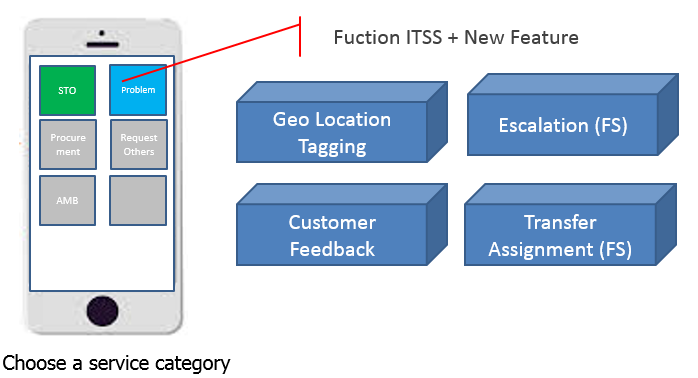 Fuction ITSS + New Feature
STO
Problem
Procure
ment
Request
Others
AMB
Geo Location
Tagging
Escalation (FS)
Customer
Feedback
Transfer
Assignment (FS)
Choose a service category